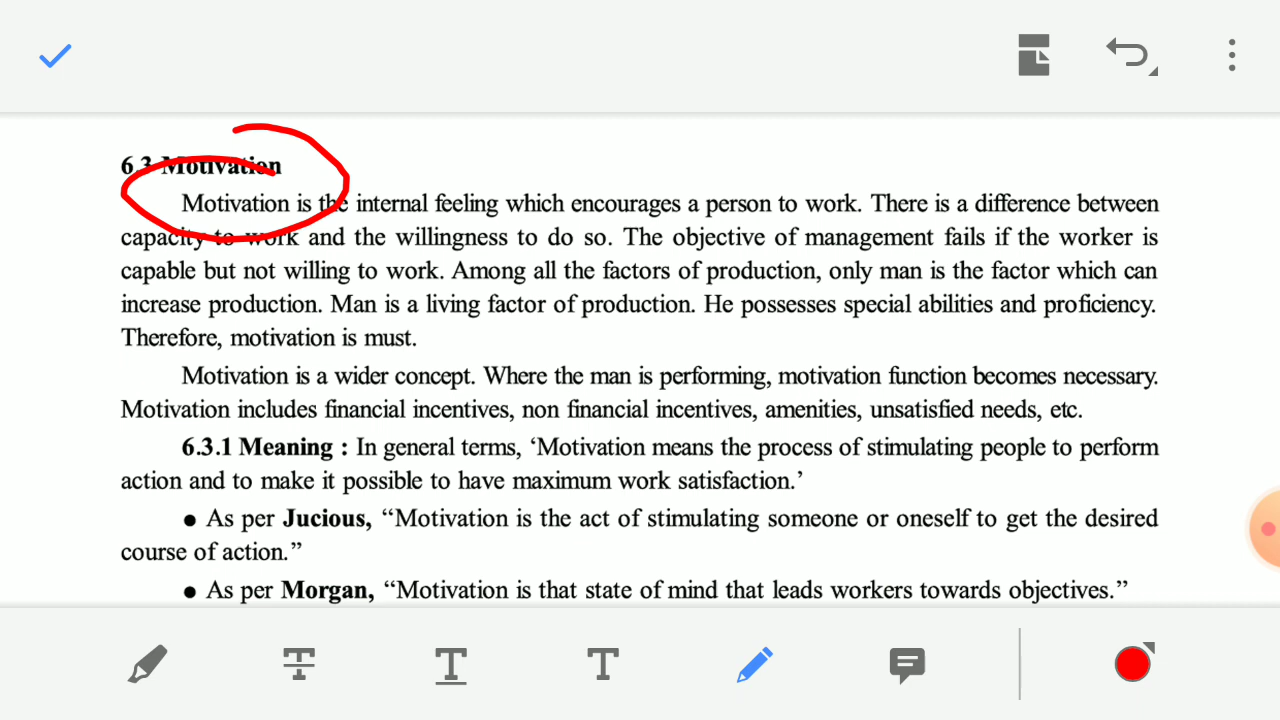 6.3 Motivation
Motivation is the internal feeling which encourages a person to work. There is a difference between
capacity to work and the willingness to do so. The objective of management fails if the worker is
capable but not willing to work. Among all the factors of production, only man is the factor which can
increase production. Man is a living factor of production. He possesses special abilities and proficiency.
Therefore, motivation is must.
Motivation is a wider concept. Where the man is performing, motivation function becomes necessary.
Motivation includes financial incentives, non financial incentives, amenities, unsatisfied needs, etc.
6.3.1 Meaning : In general terms, ‘Motivation means the process of stimulating people to perform
action and to make it possible to have maximum work satisfaction.’
● As per Jucious, “Motivation is the act of stimulating someone or oneself to get the desired
course of action.”
● As per Morgan, “Motivation is that state of mind that leads workers towards objectives.”
T T T